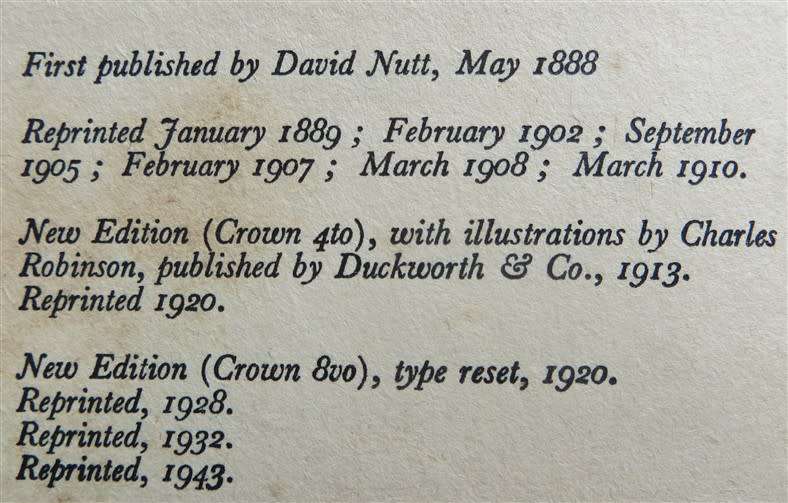 First published by David Nutt, May 1888
Reprinted January 1889 ; February 1902 ; September
1905 ; February 1907 ; March 1908 ; March 1910.
New Edition (Crown 4to), with illustrations by Charles
Robinson, published by Duckworth & Co., 1913.
Reprinted 1920.
New Edition (Crown 8vo), type reset, 1920.
Reprinted, 1928.
Reprinted, 1932.
Reprinted, 1943.